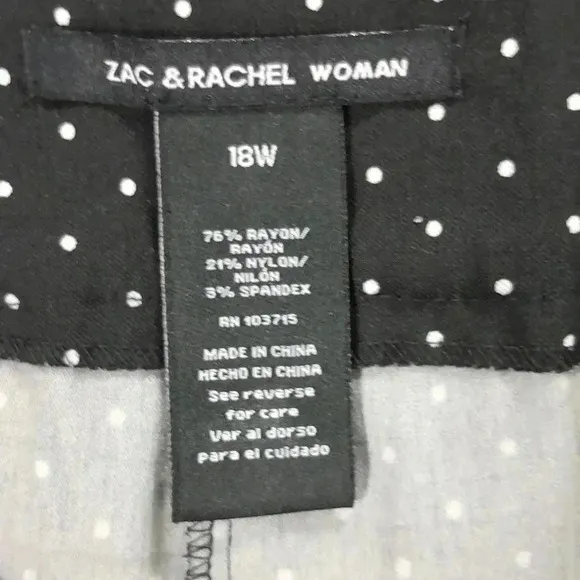 ZAC & RACHEL WOMAN
18W
76% RAYON/
RAYÓN
21% NYLON/
NILÓN
3% SPANDEX
RN 103715
MADE IN CHINA
HECHO EN CHINA
See reverse
for care
Ver al dorso
para el cuidado